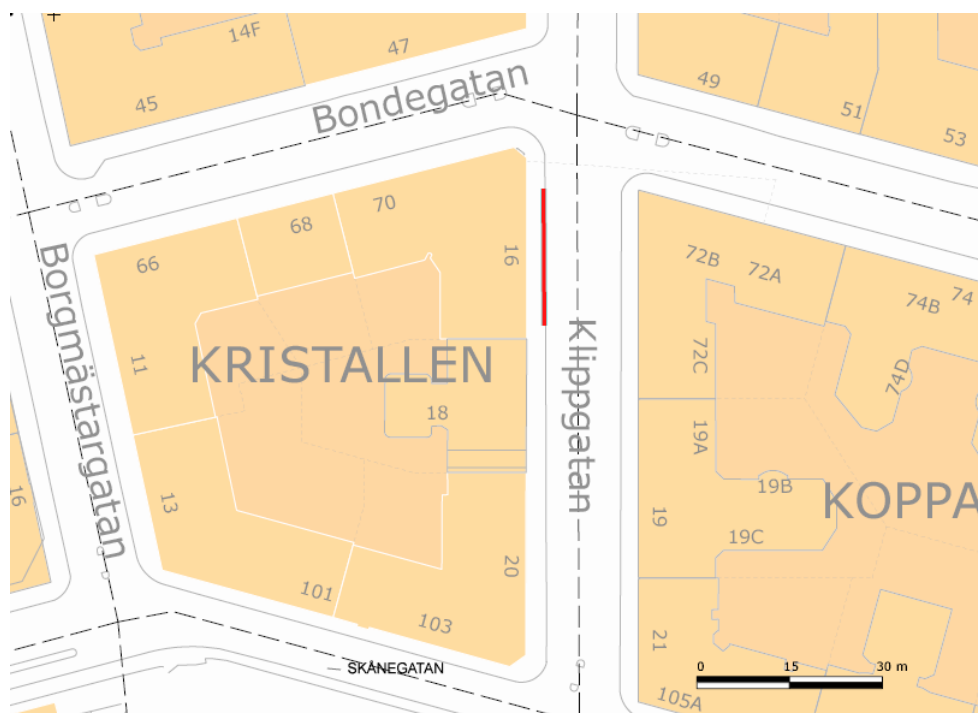 14F
47
45
49
51
53
Bondegatan
70
68
66
16
72B
72A
74
74B
Borgmästargatan
KRISTALLEN
Klippgatan
11
72C
74D
18
19A
16
13
19B
KOPPA
19
19C
20
101
103
21
SKÅNEGATAN
0 15 30 m
105A